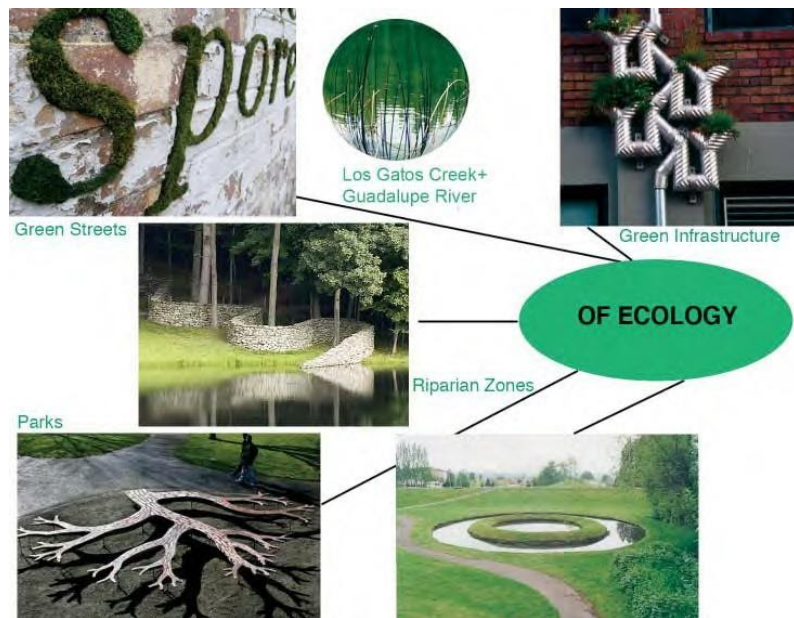 Spore
Los Gatos Creek+
Guadalupe River
Green Streets
Green Infrastructure
OF ECOLOGY
Riparian Zones
Parks